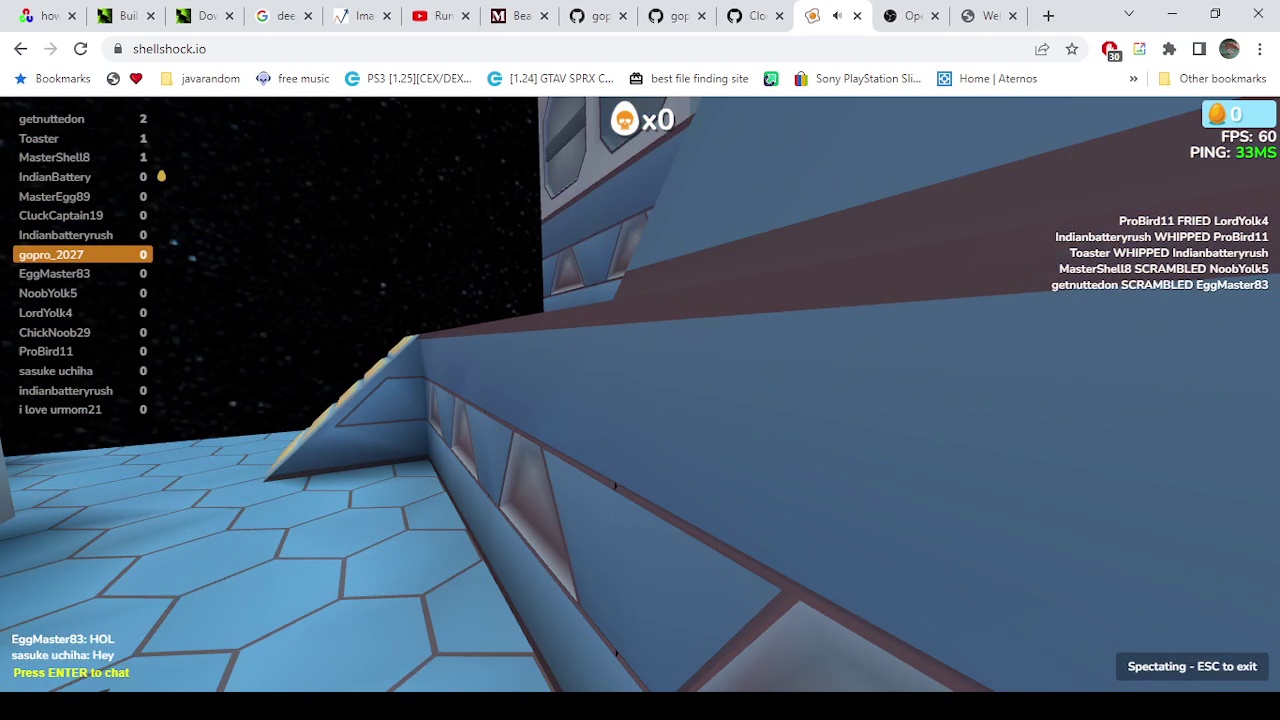 how
Buil
Dov
dee
Ima
Run
Bea
gop
gop
Clo
Ope
Wel
shellshock.io
30
Bookmarks
javarandom
free music
PS3 [1.25][CEX/DEX...
[1.24] GTAV SPRX C...
best file finding site
Sony PlayStation Sli...
Home | Aternos
»
Other bookmarks
getnuttedon 2
Toaster 1
MasterShell8 1
IndianBattery 0
MasterEgg89 0
CluckCaptain19 0
Indianbatteryrush 0
gopro_2027 0
EggMaster83 0
NoobYolk5 0
LordYolk4 0
ChickNoob29 0
ProBird11 0
sasuke uchiha 0
indianbatteryrush 0
i love urmom21 0
x0
0
FPS: 60
PING: 33MS
ProBird11 FRIED LordYolk4
Indianbatteryrush WHIPPED ProBird11
Toaster WHIPPED Indianbatteryrush
MasterShell8 SCRAMBLED NoobYolk5
getnuttedon SCRAMBLED EggMaster83
EggMaster83: HOL
sasuke uchiha: Hey
Press ENTER to chat
Spectating - ESC to exit